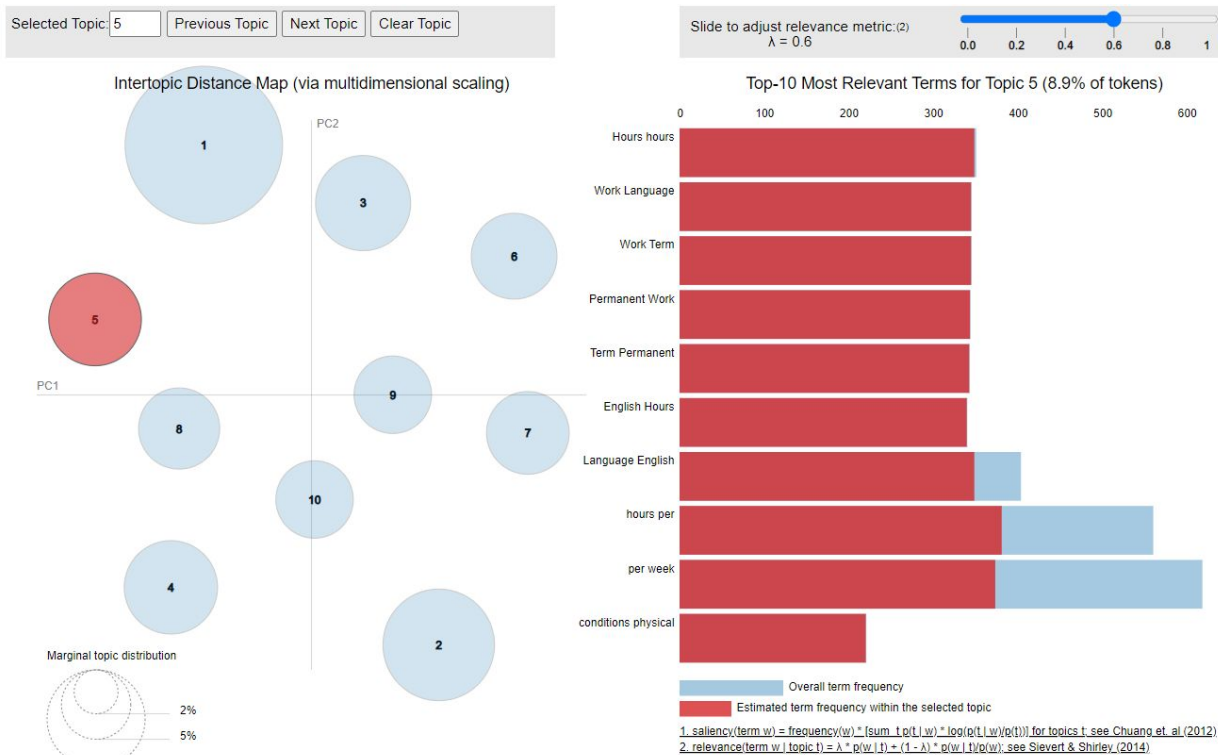 Selected Topic: 5 Previous Topic Next Topic Clear Topic
Slide to adjust relevance metric:(2)
λ = 0.6
0.0 0.2 0.4 0.6 0.8 1
Intertopic Distance Map (via multidimensional scaling)
PC2
PC1
1
3
6
5
9
8
7
10
4
2
Marginal topic distribution
2%
5%
Top-10 Most Relevant Terms for Topic 5 (8.9% of tokens)
0 100 200 300 400 500 600
Hours hours
Work Language
Work Term
Permanent Work
Term Permanent
English Hours
Language English
hours per
per week
conditions physical
Overall term frequency
Estimated term frequency within the selected topic
1. saliency(term w) = frequency(w) * [sum_t p(t | w) * log(p(t | w)/p(t))] for topics t; see Chuang et. al (2012)
2. relevance(term w | topic t) = λ * p(w | t) + (1 - λ) * p(w | t)/p(w); see Sievert & Shirley (2014)